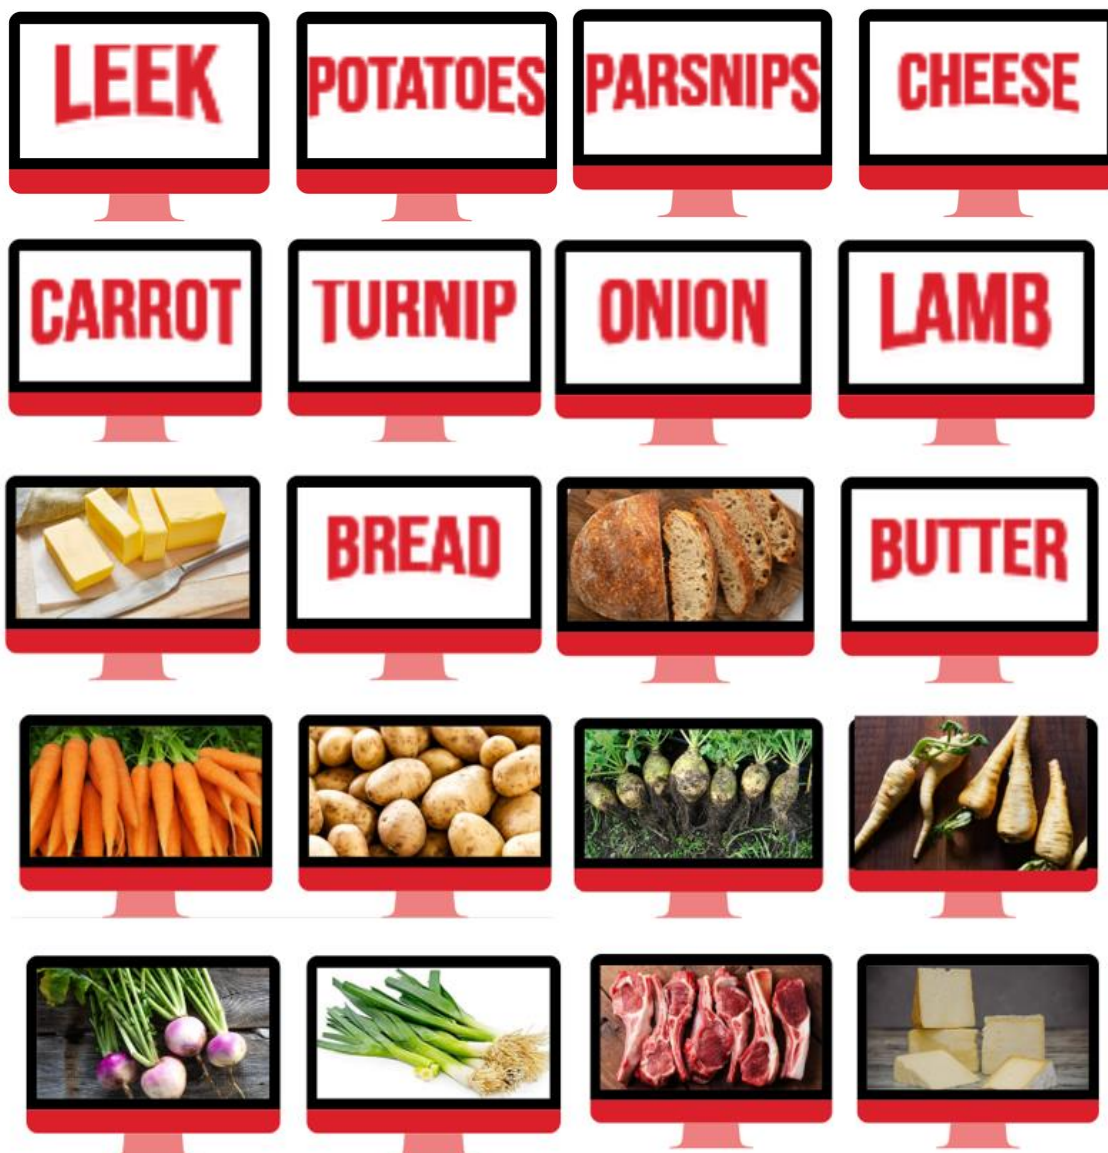 LEEK
POTATOES
PARSNIPS
CHEESE
CARROT
TURNIP
ONION
LAMB
BREAD
BUTTER